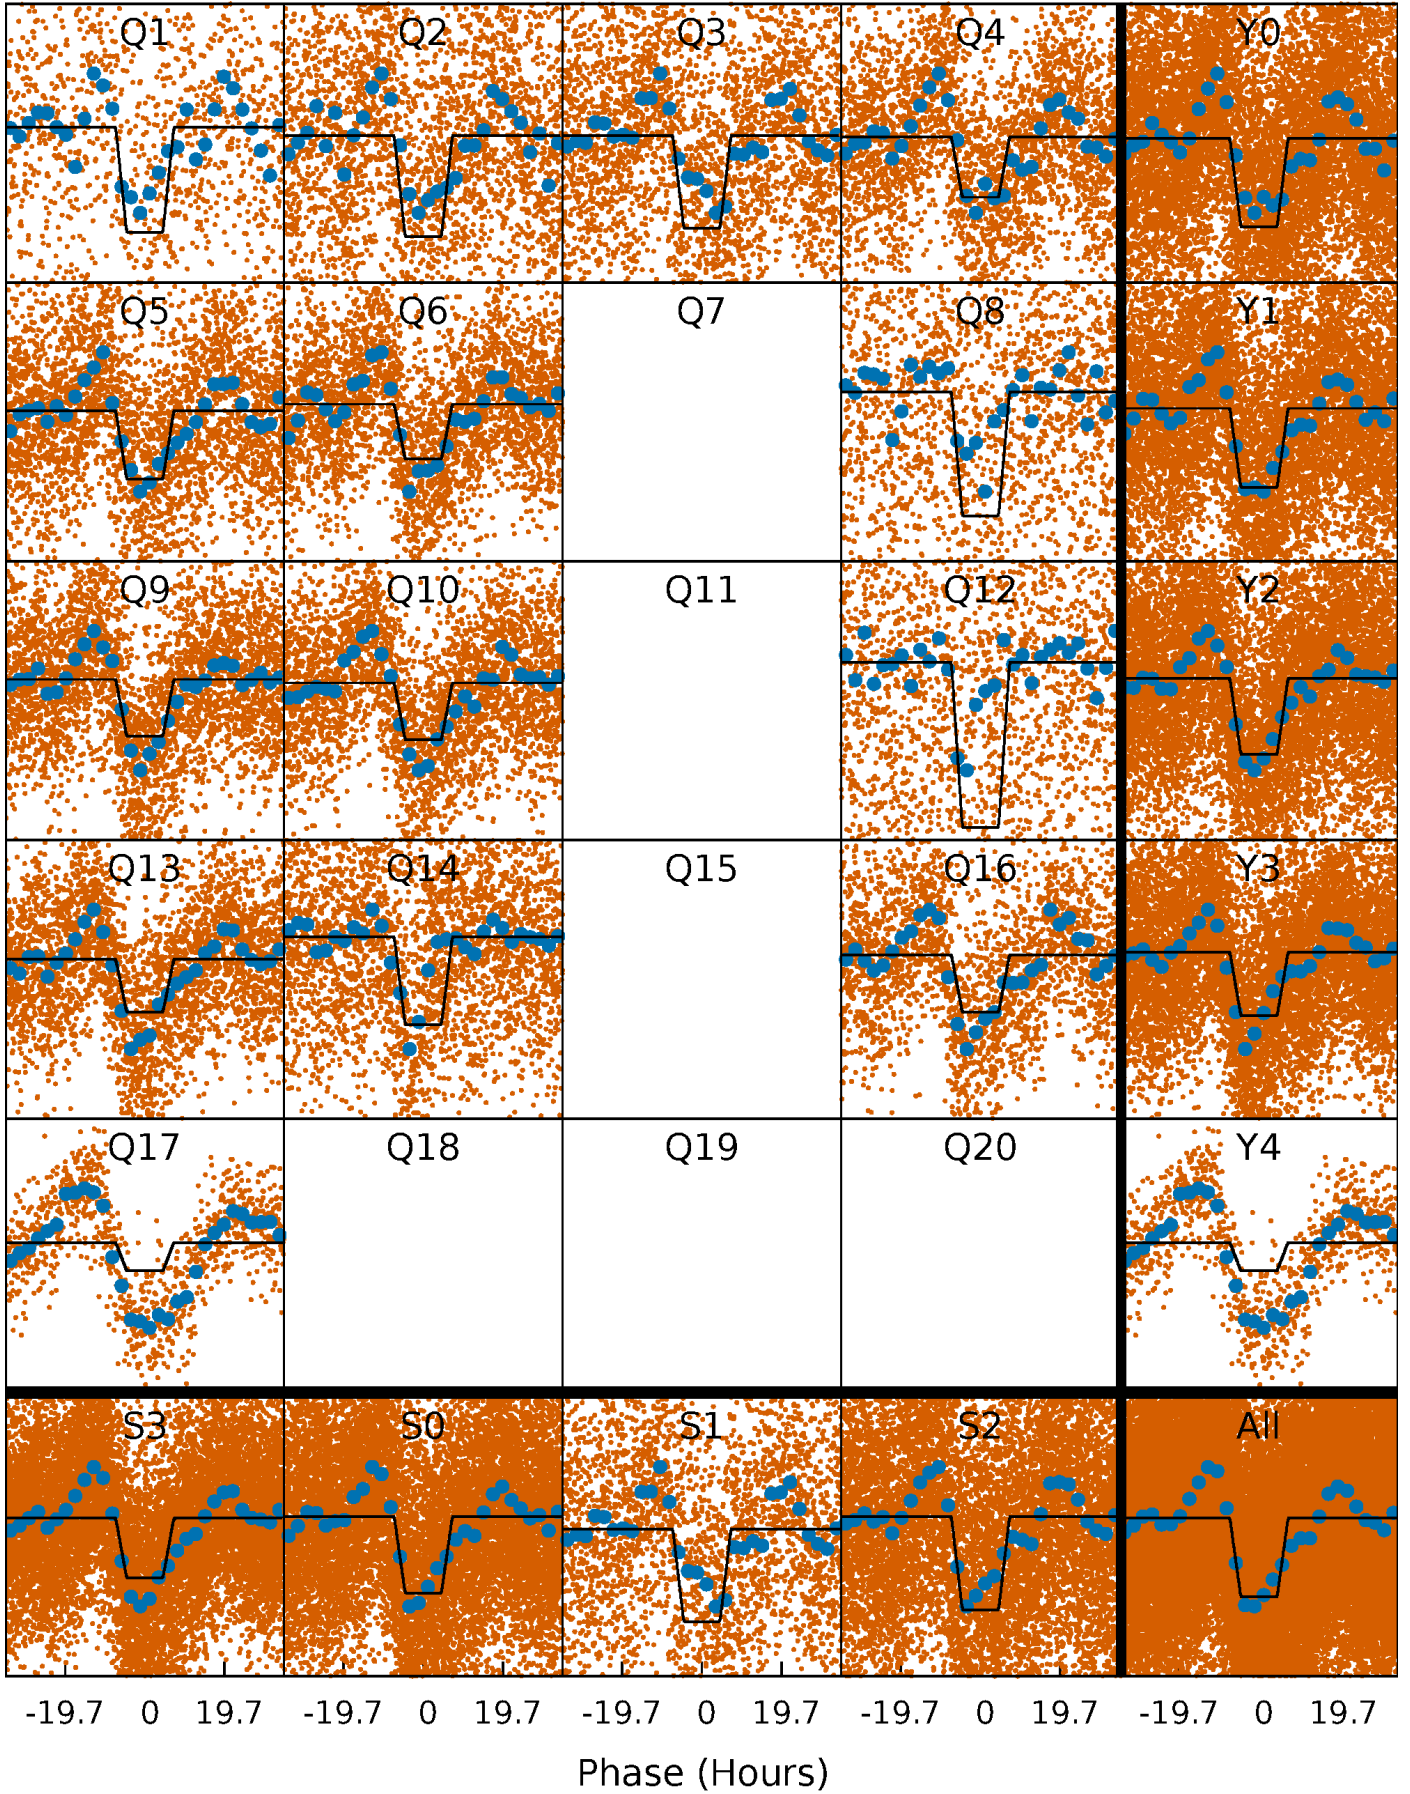 Q1 Q2 Q3 Q4 Y0
Q5 Q6 Q7 Q8 Y1
Q9 Q10 Q11 Q12 Y2
Q13 Q14 Q15 Q16 Y3
Q17 Q18 Q19 Q20 Y4
S3 S0 S1 S2 All
-19.7 0 19.7 -19.7 0 19.7 -19.7 0 19.7 -19.7 0 19.7 -19.7 0 19.7
Phase (Hours)